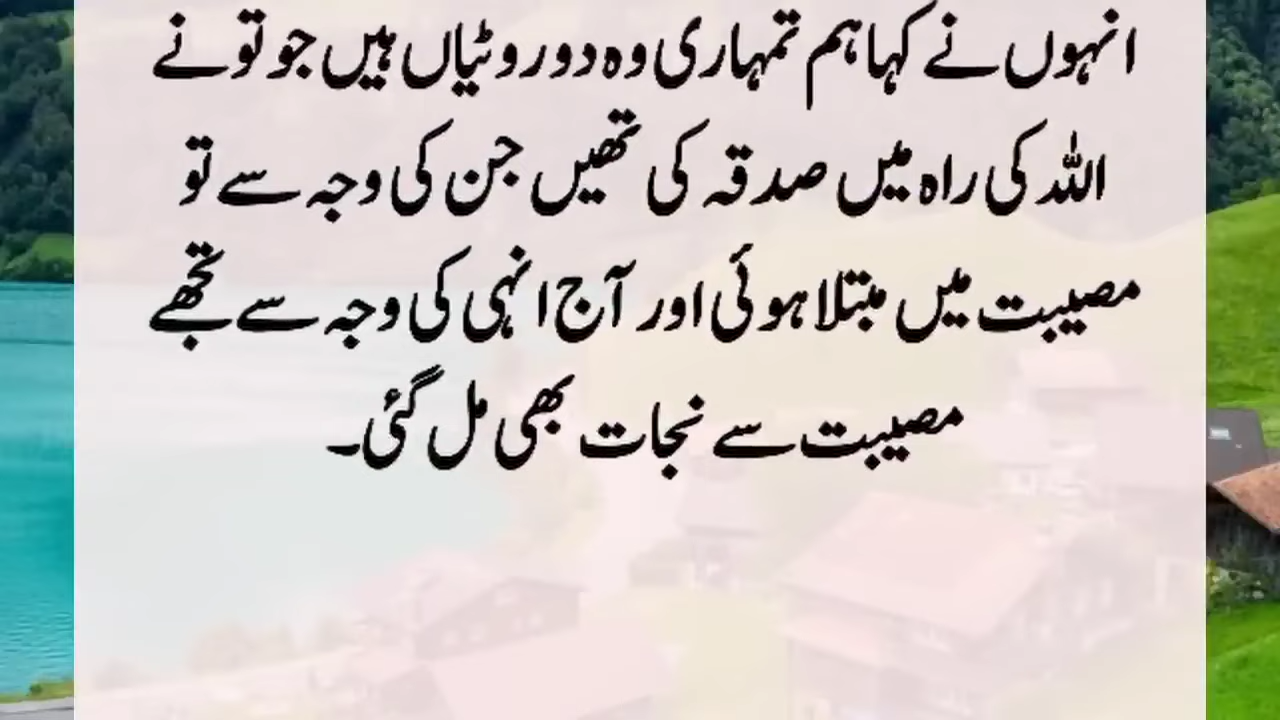 انہوں نے کہا ہم تمہاری وہ دو روٹیاں ہیں جو تو نے
اللہ کی راہ میں صدقہ کی تھیں جن کی وجہ سے تو
مصیبت میں مبتلا ہوئی اور آج انہی کی وجہ سے تجھے
مصیبت سے نجات بھی مل گئی۔